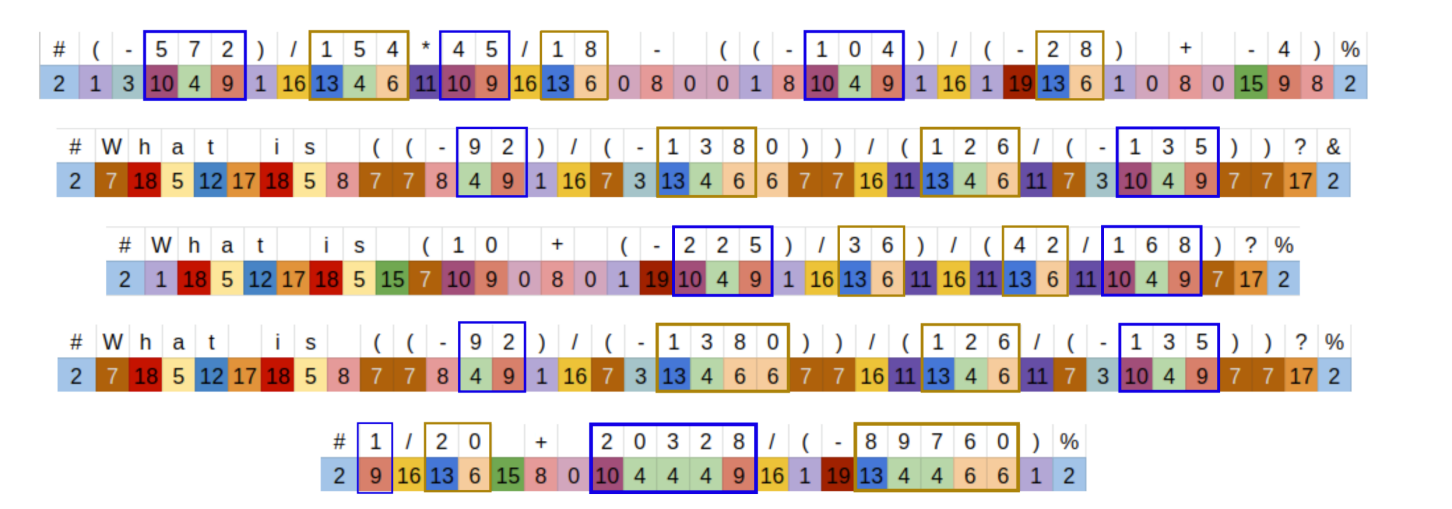 # ( - 5 7 2 ) / 1 5 4 * 4 5 / 1 8 - ( ( - 1 0 4 ) / ( - 2 8 ) + - 4 ) %
2 1 3 10 4 9 1 16 13 4 6 11 10 9 16 13 6 0 8 0 0 1 8 10 4 9 1 16 1 19 13 6 1 0 8 0 15 9 8 2
# W h a t i s ( ( - 9 2 ) / ( - 1 3 8 0 ) ) / ( 1 2 6 / ( - 1 3 5 ) ) ? &
2 7 18 5 12 17 18 5 8 7 7 8 4 9 1 16 7 3 13 4 6 6 7 7 16 11 13 4 6 11 7 3 10 4 9 7 7 17 2
# W h a t i s ( 1 0 + ( - 2 2 5 ) / 3 6 ) / ( 4 2 / 1 6 8 ) ? %
2 1 18 5 12 17 18 5 15 7 10 9 0 8 0 1 19 10 4 9 1 16 13 6 11 16 11 13 6 11 10 4 9 7 17 2
# W h a t i s ( ( - 9 2 ) / ( - 1 3 8 0 ) ) / ( 1 2 6 / ( - 1 3 5 ) ) ? %
2 7 18 5 12 17 18 5 8 7 7 8 4 9 1 16 7 3 13 4 6 6 7 7 16 11 13 4 6 11 7 3 10 4 9 7 7 17 2
# 1 / 2 0 + 2 0 3 2 8 / ( - 8 9 7 6 0 ) %
2 9 16 13 6 15 8 0 10 4 4 4 9 16 1 19 13 4 4 6 6 1 2